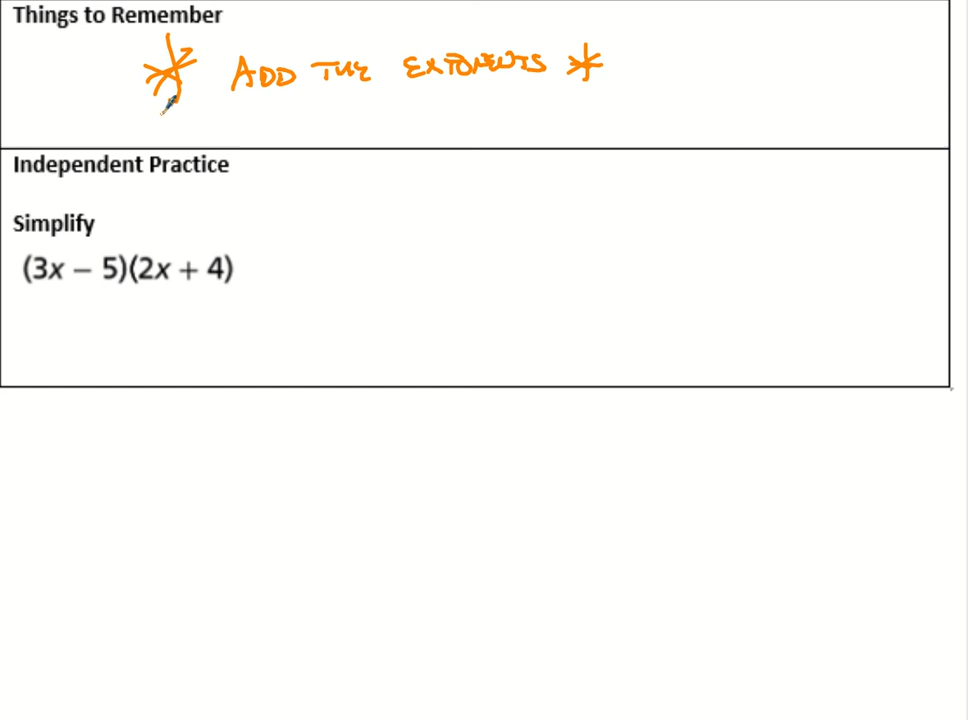 Things to Remember
* ADD THE EXPONENTS *
Independent Practice
Simplify
(3x – 5)(2x + 4)